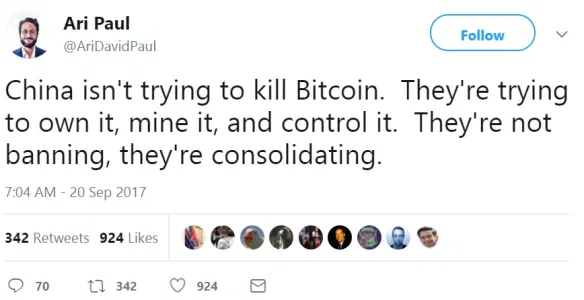 Ari Paul
@AriDavidPaul
Follow
China isn't trying to kill Bitcoin.  They're trying
to own it, mine it, and control it.  They're not
banning, they're consolidating.
7:04 AM - 20 Sep 2017
342 Retweets 924 Likes
70 342 924